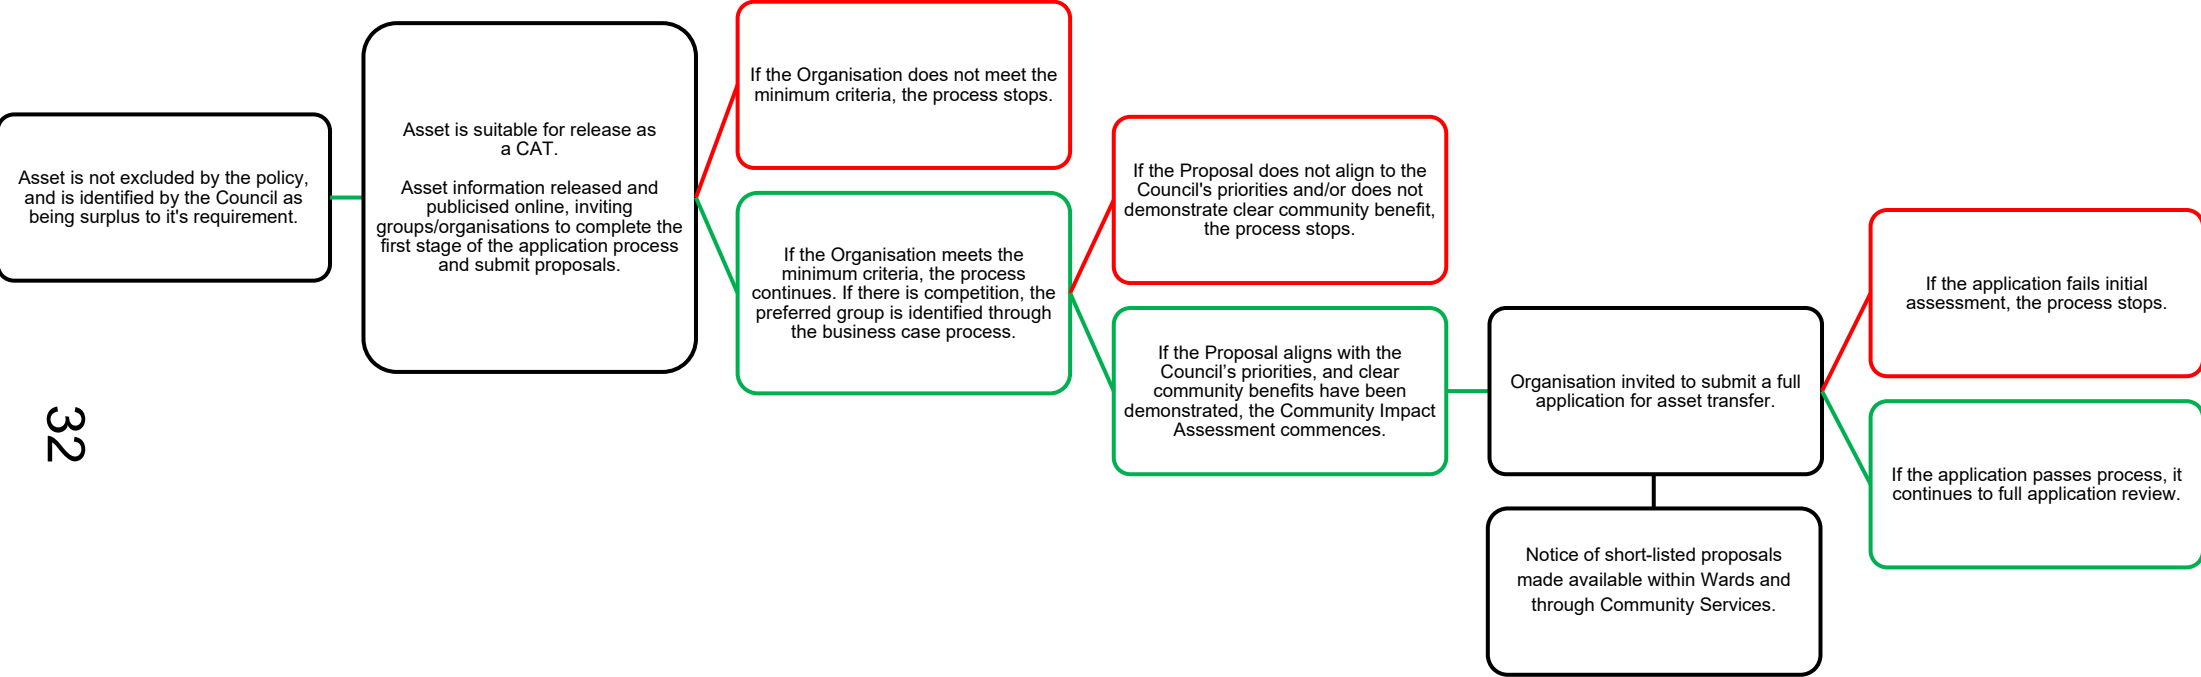 Asset is not excluded by the policy,
and is identified by the Council as
being surplus to it's requirement.
Asset is suitable for release as
a CAT.
Asset information released and
publicised online, inviting
groups/organisations to complete the
first stage of the application process
and submit proposals.
If the Organisation does not meet the
minimum criteria, the process stops.
If the Organisation meets the
minimum criteria, the process
continues. If there is competition, the
preferred group is identified through
the business case process.
If the Proposal does not align to the
Council's priorities and/or does not
demonstrate clear community benefit,
the process stops.
If the Proposal aligns with the
Council’s priorities, and clear
community benefits have been
demonstrated, the Community Impact
Assessment commences.
Organisation invited to submit a full
application for asset transfer.
Notice of short-listed proposals
made available within Wards and
through Community Services.
If the application fails initial
assessment, the process stops.
If the application passes process, it
continues to full application review.
32